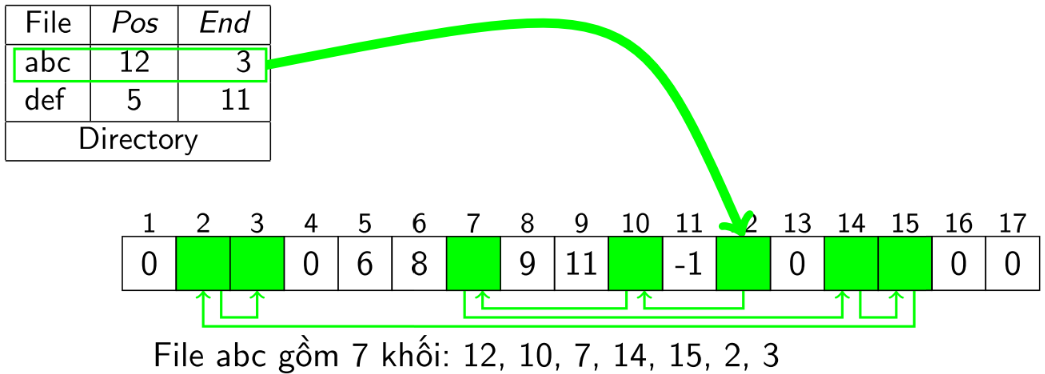 File Pos End
abc 12 3
def 5 11
Directory
1 2 3 4 5 6 7 8 9 10 11 2 13 14 15 16 17
0 0 6 8 9 11 -1 0 0 0
File abc gồm 7 khối: 12, 10, 7, 14, 15, 2, 3